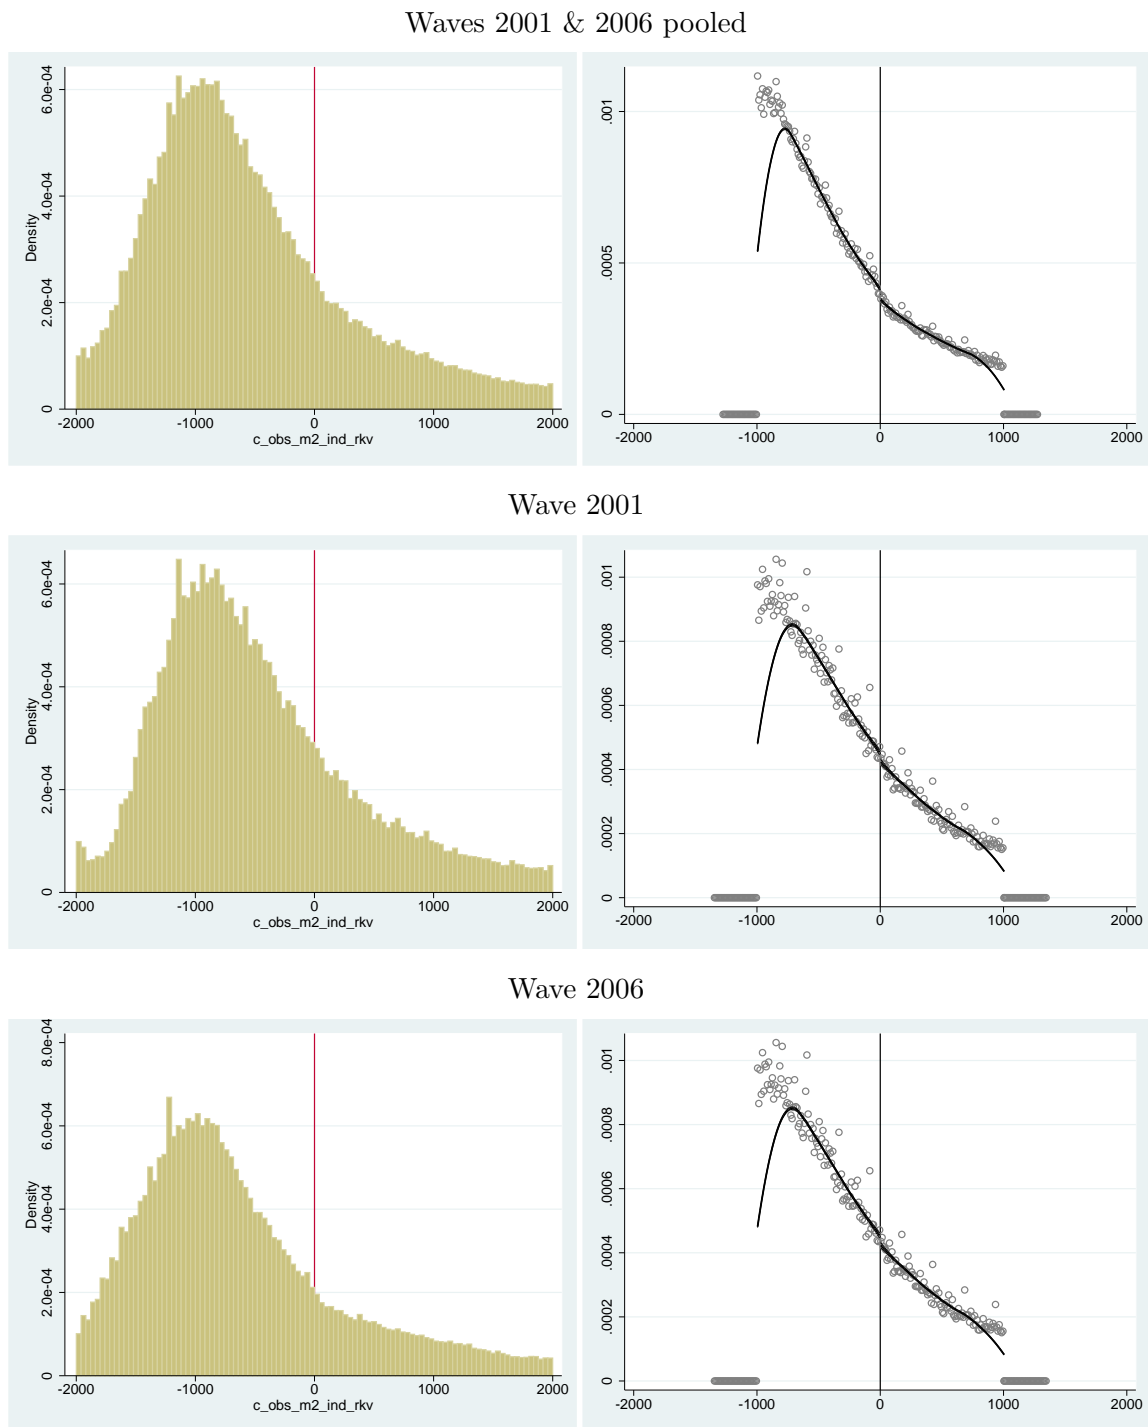 Waves 2001 & 2006 pooled
Density
6.0e-04
4.0e-04
2.0e-04
0
-2000 -1000 0 1000 2000
c_obs_m2_ind_rkv
.001
.0005
0
-2000 -1000 0 1000 2000
Wave 2001
Density
6.0e-04
4.0e-04
2.0e-04
0
-2000 -1000 0 1000 2000
c_obs_m2_ind_rkv
.001
.0008
.0006
.0004
.0002
0
-2000 -1000 0 1000 2000
Wave 2006
Density
8.0e-04
6.0e-04
4.0e-04
2.0e-04
0
-2000 -1000 0 1000 2000
c_obs_m2_ind_rkv
.001
.0008
.0006
.0004
.0002
0
-2000 -1000 0 1000 2000